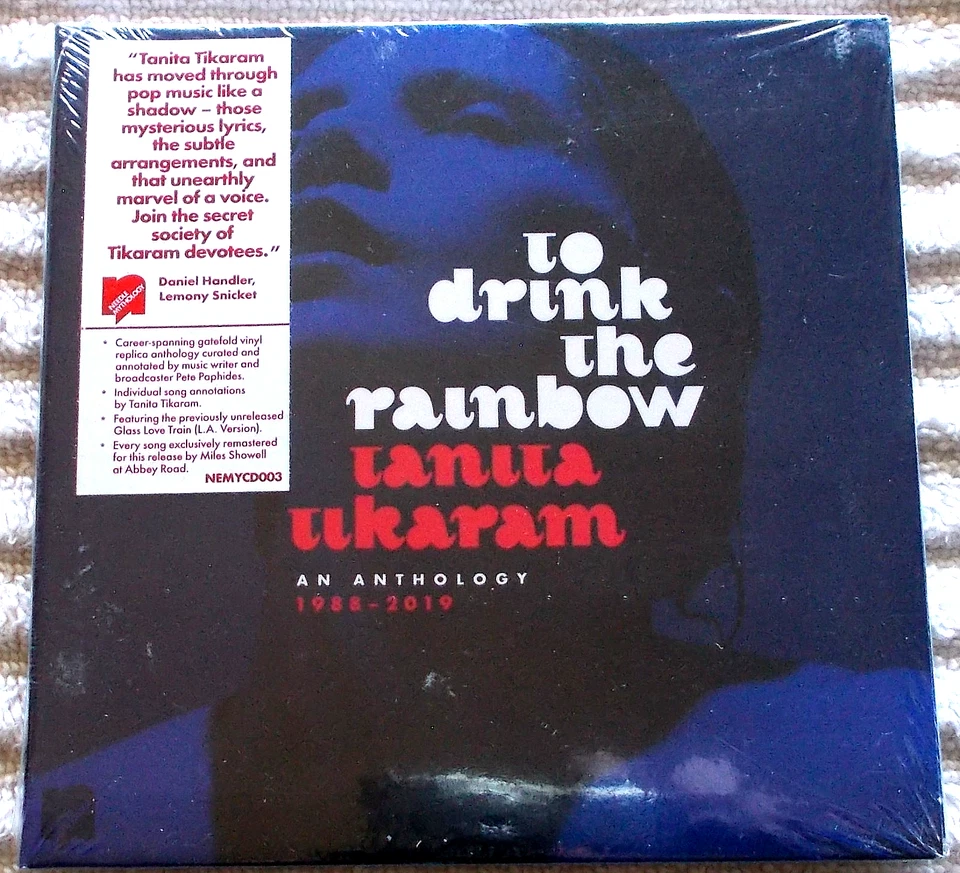 “Tanita Tikaram
has moved through
pop music like a
shadow – those
mysterious lyrics,
the subtle
arrangements, and
that unearthly
marvel of a voice.
Join the secret
society of
Tikaram devotees.”
NEEDLE
MYTHOLOGY
Daniel Handler,
Lemony Snicket
• Career-spanning gatefold vinyl
replica anthology curated and
annotated by music writer and
broadcaster Pete Paphides.
• Individual song annotations
by Tanita Tikaram.
• Featuring the previously unreleased
Glass Love Train (L.A. Version).
• Every song exclusively remastered
for this release by Miles Showell
at Abbey Road.
NEMYCD003
to
drink
the
rainbow
tanita
tikaram
AN ANTHOLOGY
1988–2019